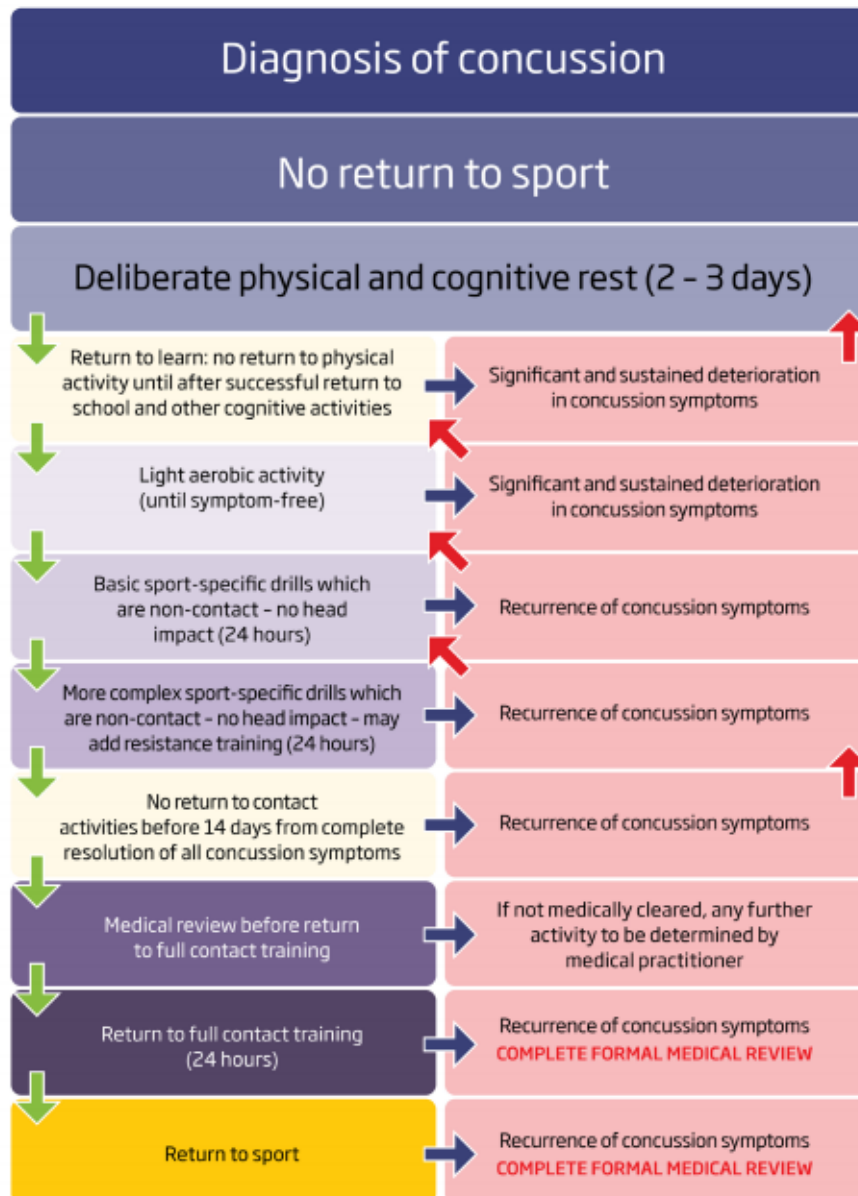 Diagnosis of concussion
No return to sport
Deliberate physical and cognitive rest (2 – 3 days)
Return to learn: no return to physical
activity until after successful return to
school and other cognitive activities
Significant and sustained deterioration
in concussion symptoms
Light aerobic activity
(until symptom-free)
Significant and sustained deterioration
in concussion symptoms
Basic sport-specific drills which
are non-contact – no head
impact (24 hours)
Recurrence of concussion symptoms
More complex sport-specific drills which
are non-contact – no head impact – may
add resistance training (24 hours)
Recurrence of concussion symptoms
No return to contact
activities before 14 days from complete
resolution of all concussion symptoms
Recurrence of concussion symptoms
Medical review before return
to full contact training
If not medically cleared, any further
activity to be determined by
medical practitioner
Return to full contact training
(24 hours)
Recurrence of concussion symptoms
COMPLETE FORMAL MEDICAL REVIEW
Return to sport
Recurrence of concussion symptoms
COMPLETE FORMAL MEDICAL REVIEW